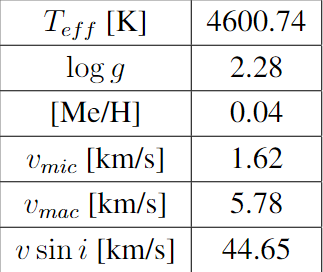 T_eff [K] 4600.74
log g 2.28
[Me/H] 0.04
v_mic [km/s] 1.62
v_mac [km/s] 5.78
v sin i [km/s] 44.65